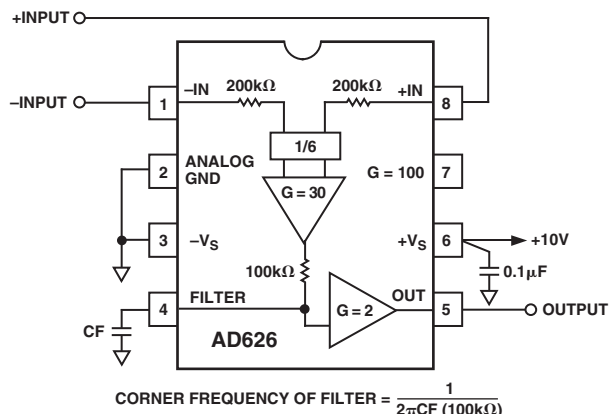 +INPUT
–INPUT
200kΩ
200kΩ
1
–IN
+IN
8
1/6
2
ANALOG
GND
G = 30
G = 100
7
3
–VS
+VS
6
+10V
100kΩ
0.1μF
4
FILTER
OUT
5
OUTPUT
CF
G = 2
AD626
CORNER FREQUENCY OF FILTER = 1
2πCF (100kΩ)